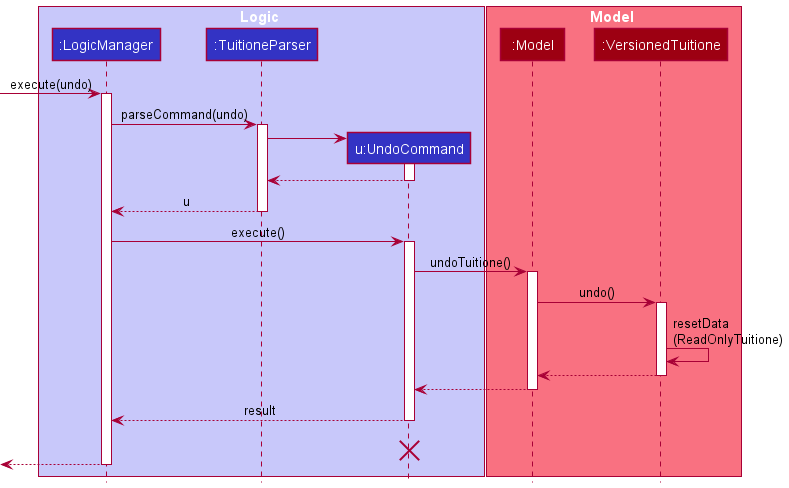 Logic
Model
:LogicManager
:TuitioneParser
:Model
:VersionedTuitione
execute(undo)
parseCommand(undo)
u:UndoCommand
u
execute()
undoTuitione()
undo()
resetData
(ReadOnlyTuitione)
result